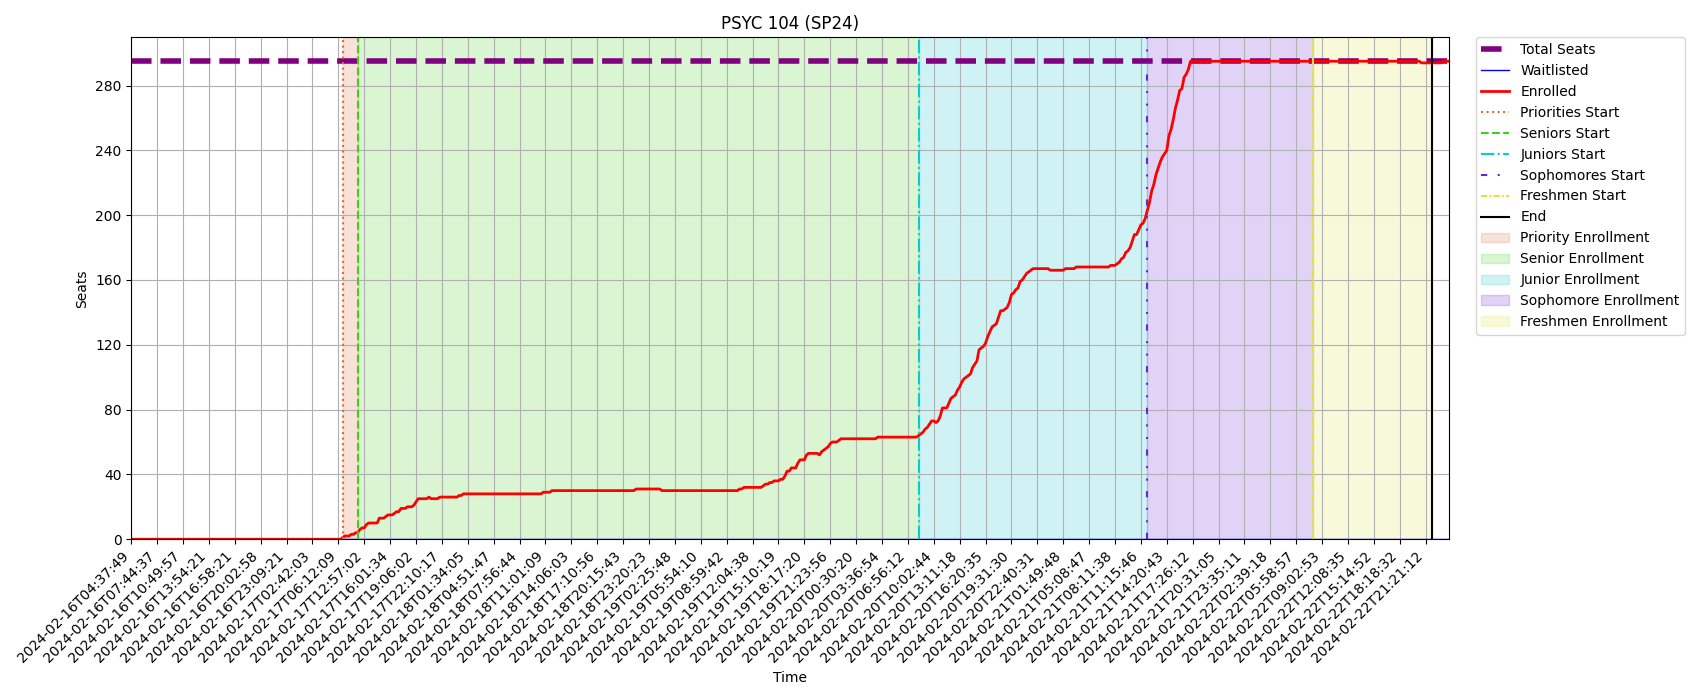 PSYC 104 (SP24)
Seats
280
240
200
160
120
80
40
0
2024-02-16T04:37:49
2024-02-16T07:44:37
2024-02-16T10:49:57
2024-02-16T13:54:21
2024-02-16T16:58:21
2024-02-16T20:02:58
2024-02-16T23:09:21
2024-02-17T02:42:03
2024-02-17T06:12:09
2024-02-17T12:57:02
2024-02-17T16:01:34
2024-02-17T19:06:02
2024-02-17T22:10:17
2024-02-18T01:34:05
2024-02-18T04:51:47
2024-02-18T07:56:44
2024-02-18T11:01:09
2024-02-18T14:06:03
2024-02-18T17:10:56
2024-02-18T20:15:43
2024-02-18T23:20:23
2024-02-19T02:25:48
2024-02-19T05:54:10
2024-02-19T08:59:42
2024-02-19T12:04:38
2024-02-19T15:10:19
2024-02-19T18:17:20
2024-02-19T21:23:56
2024-02-20T00:30:20
2024-02-20T03:36:54
2024-02-20T06:56:12
2024-02-20T10:02:44
2024-02-20T13:11:18
2024-02-20T16:20:35
2024-02-20T19:31:30
2024-02-20T22:40:31
2024-02-21T01:49:48
2024-02-21T05:08:47
2024-02-21T08:11:38
2024-02-21T11:15:46
2024-02-21T14:20:43
2024-02-21T17:26:12
2024-02-21T20:31:05
2024-02-21T23:35:11
2024-02-22T02:39:18
2024-02-22T05:58:57
2024-02-22T09:02:53
2024-02-22T12:08:35
2024-02-22T15:14:52
2024-02-22T18:18:32
2024-02-22T21:21:12
Time
Total Seats
Waitlisted
Enrolled
Priorities Start
Seniors Start
Juniors Start
Sophomores Start
Freshmen Start
End
Priority Enrollment
Senior Enrollment
Junior Enrollment
Sophomore Enrollment
Freshmen Enrollment